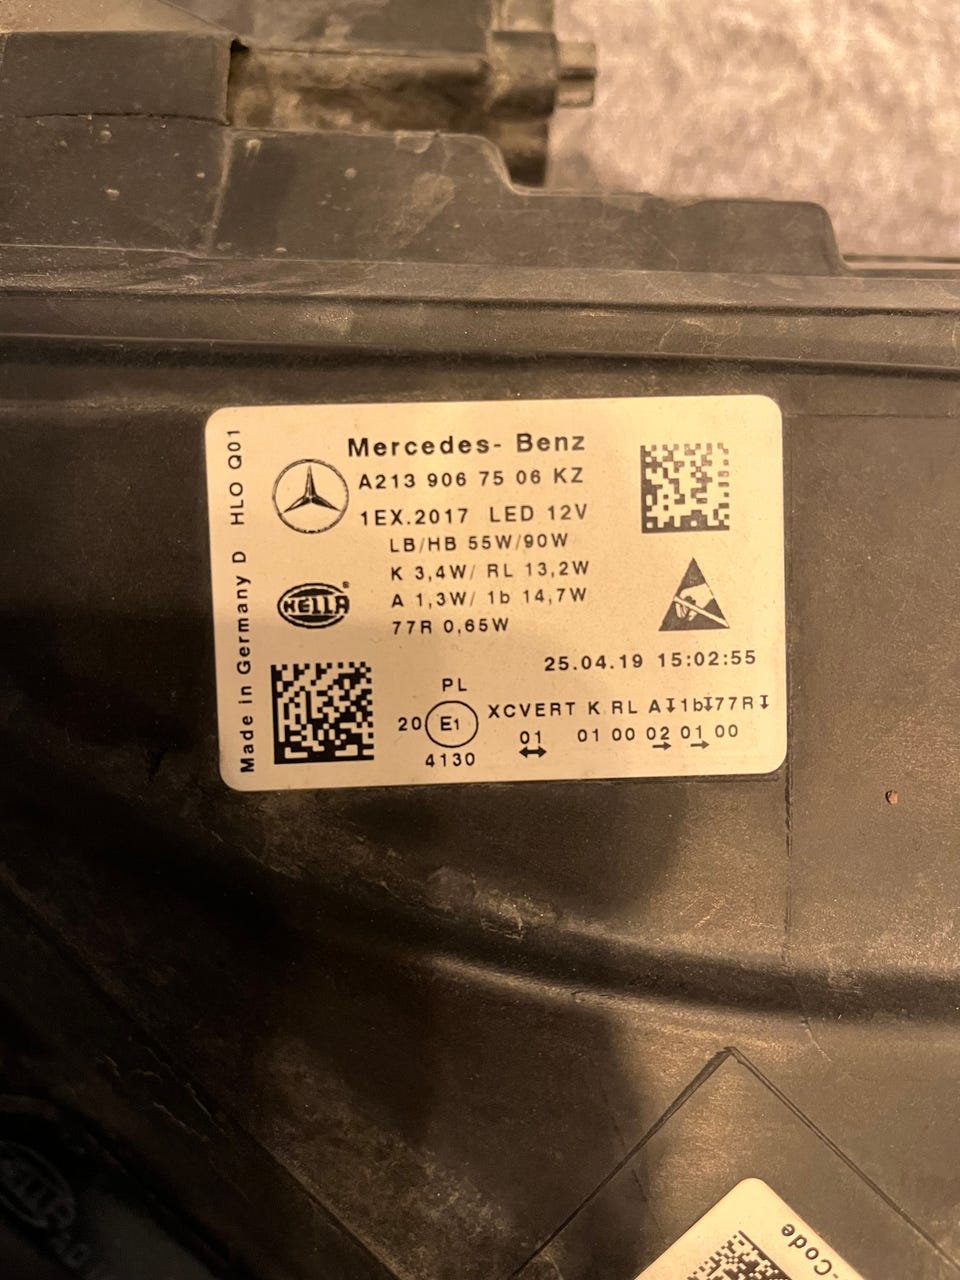 Made in Germany D HLO Q01
Mercedes- Benz
A213 906 75 06 KZ
1EX.2017 LED 12V
LB/HB 55W/90W
K 3,4W/ RL 13,2W
A 1,3W/ 1b 14,7W
77R 0,65W
HELLA®
25.04.19 15:02:55
PL
20 E1 XCVERT K RL A↧1b↧77R↧
01 01 00 02 01 00
↔ → →
4130
-Code
HELLA